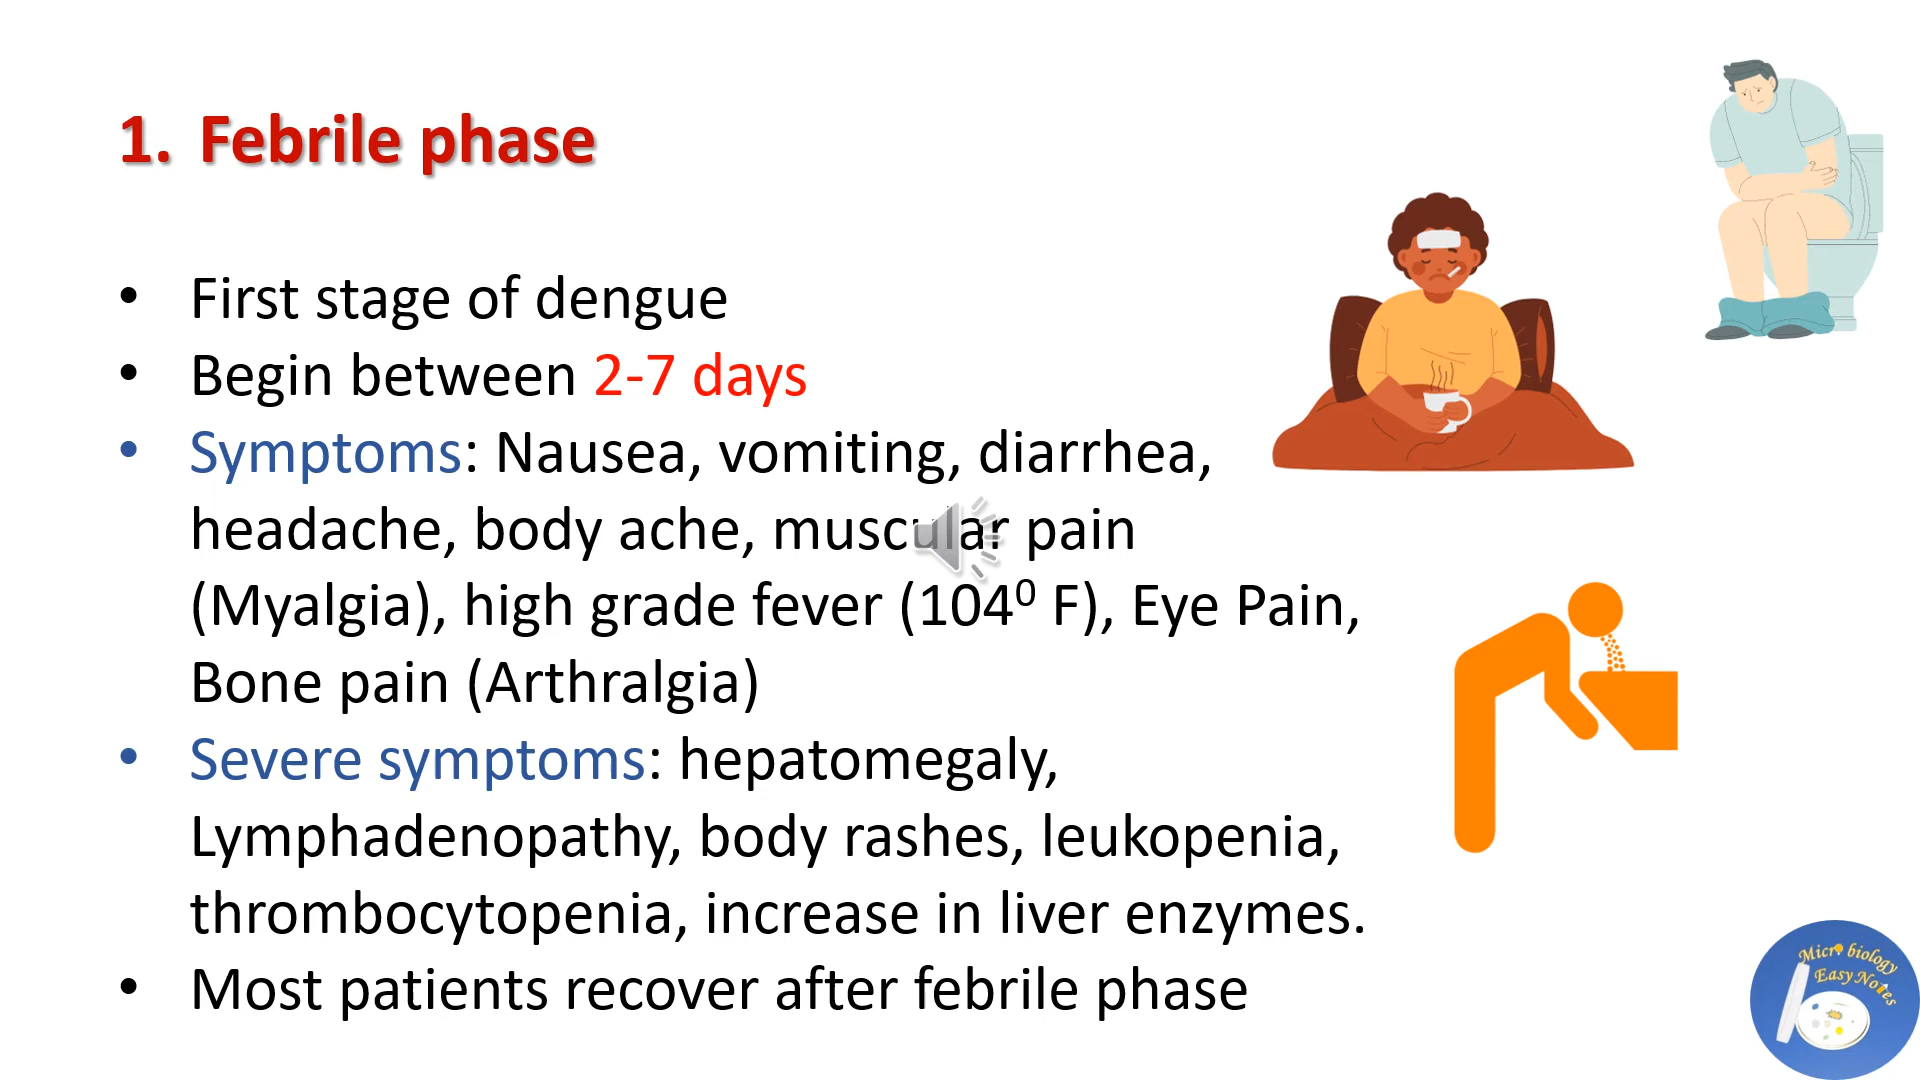 1. Febrile phase
• First stage of dengue
• Begin between 2-7 days
• Symptoms: Nausea, vomiting, diarrhea,
headache, body ache, muscular pain
(Myalgia), high grade fever (104⁰ F), Eye Pain,
Bone pain (Arthralgia)
• Severe symptoms: hepatomegaly,
Lymphadenopathy, body rashes, leukopenia,
thrombocytopenia, increase in liver enzymes.
• Most patients recover after febrile phase
Micro biology
Easy Notes